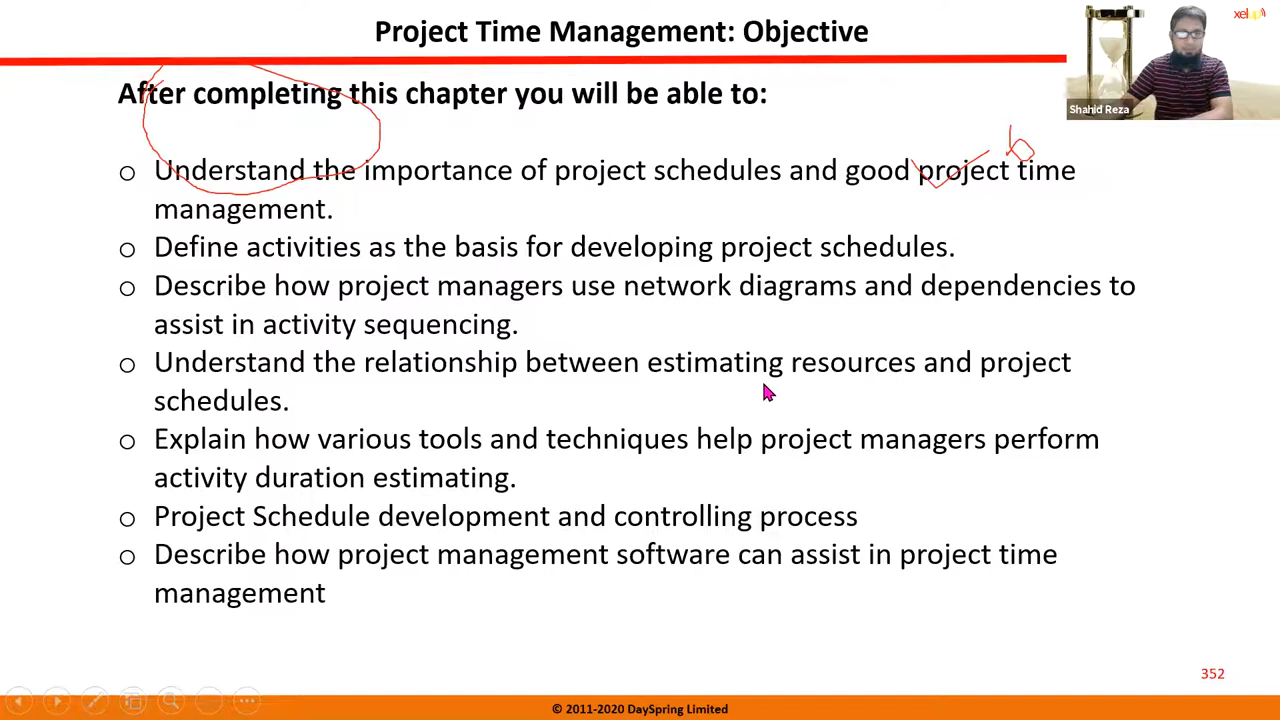 Project Time Management: Objective
xelup
Shahid Reza
After completing this chapter you will be able to:
b
o Understand the importance of project schedules and good project time
management.
o Define activities as the basis for developing project schedules.
o Describe how project managers use network diagrams and dependencies to
assist in activity sequencing.
o Understand the relationship between estimating resources and project
schedules.
o Explain how various tools and techniques help project managers perform
activity duration estimating.
o Project Schedule development and controlling process
o Describe how project management software can assist in project time
management
352
© 2011-2020 DaySpring Limited